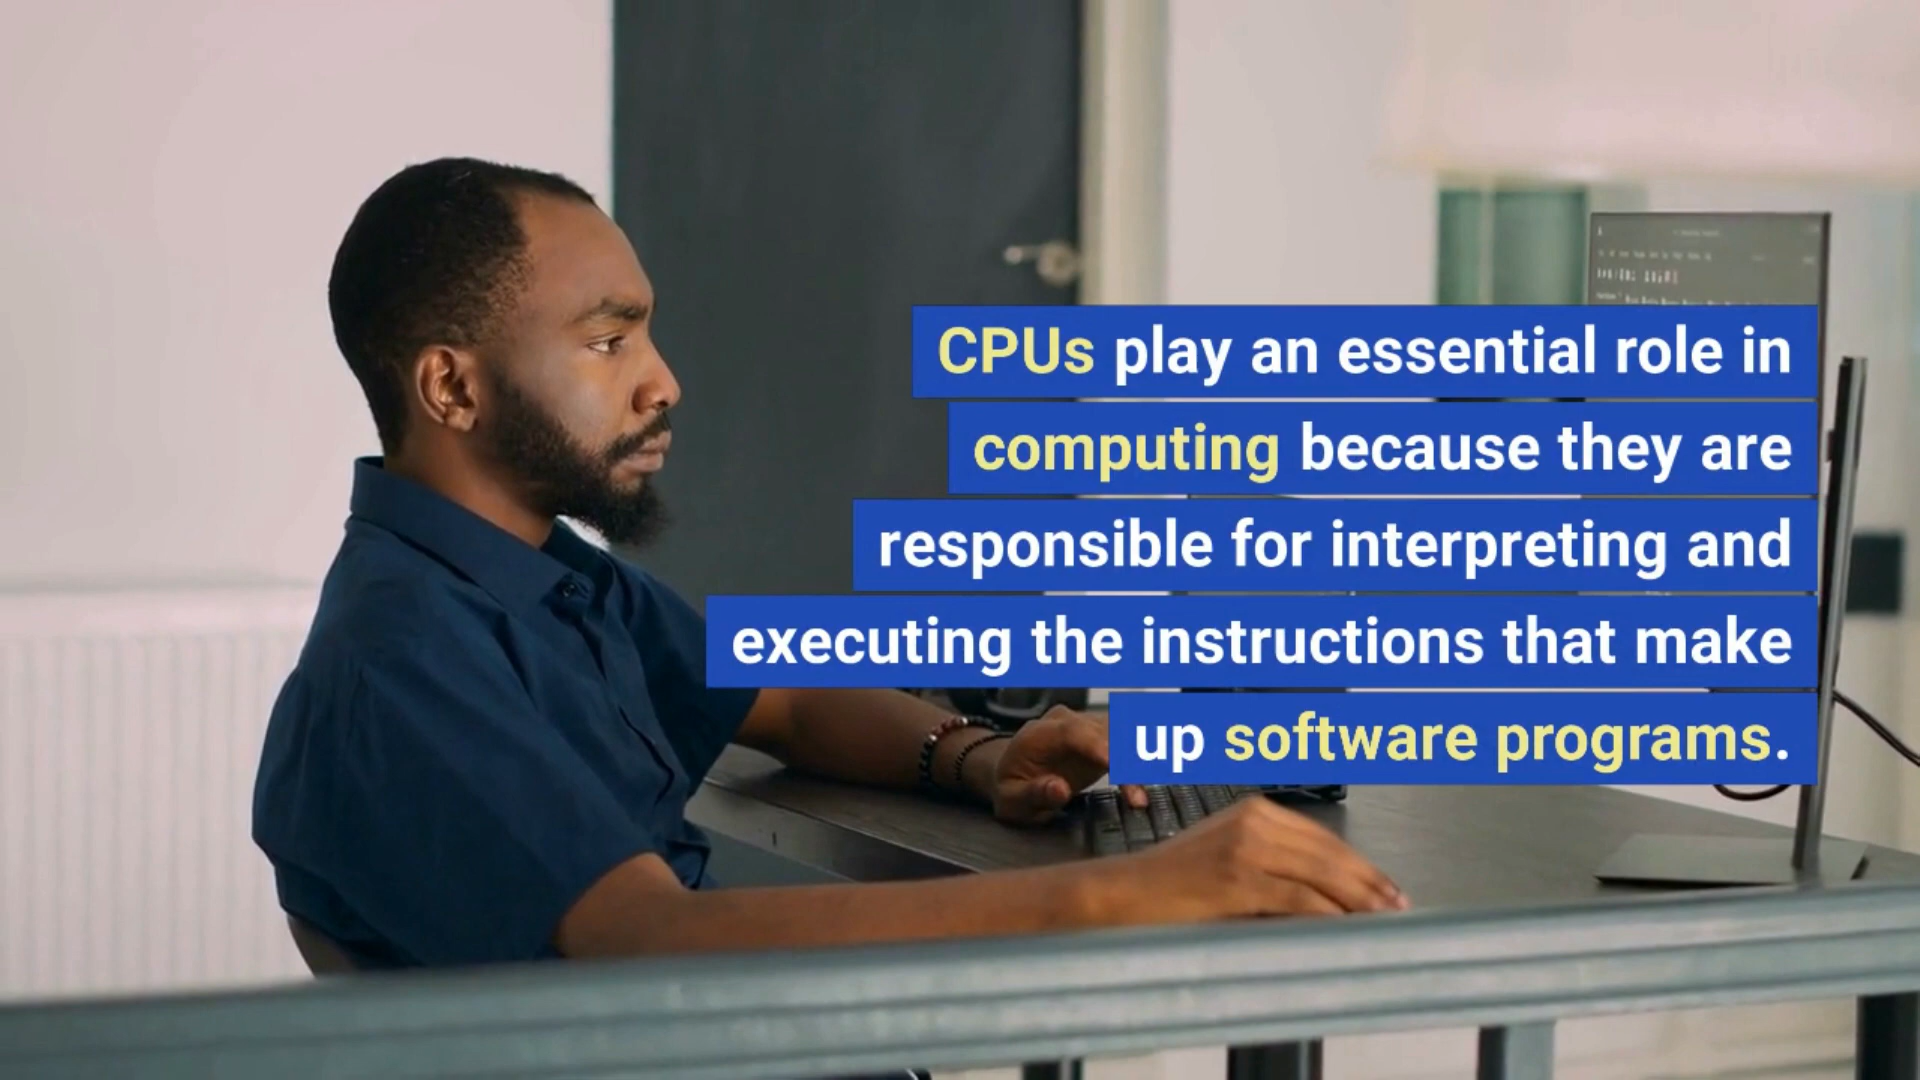 CPUs play an essential role in
computing because they are
responsible for interpreting and
executing the instructions that make
up software programs.